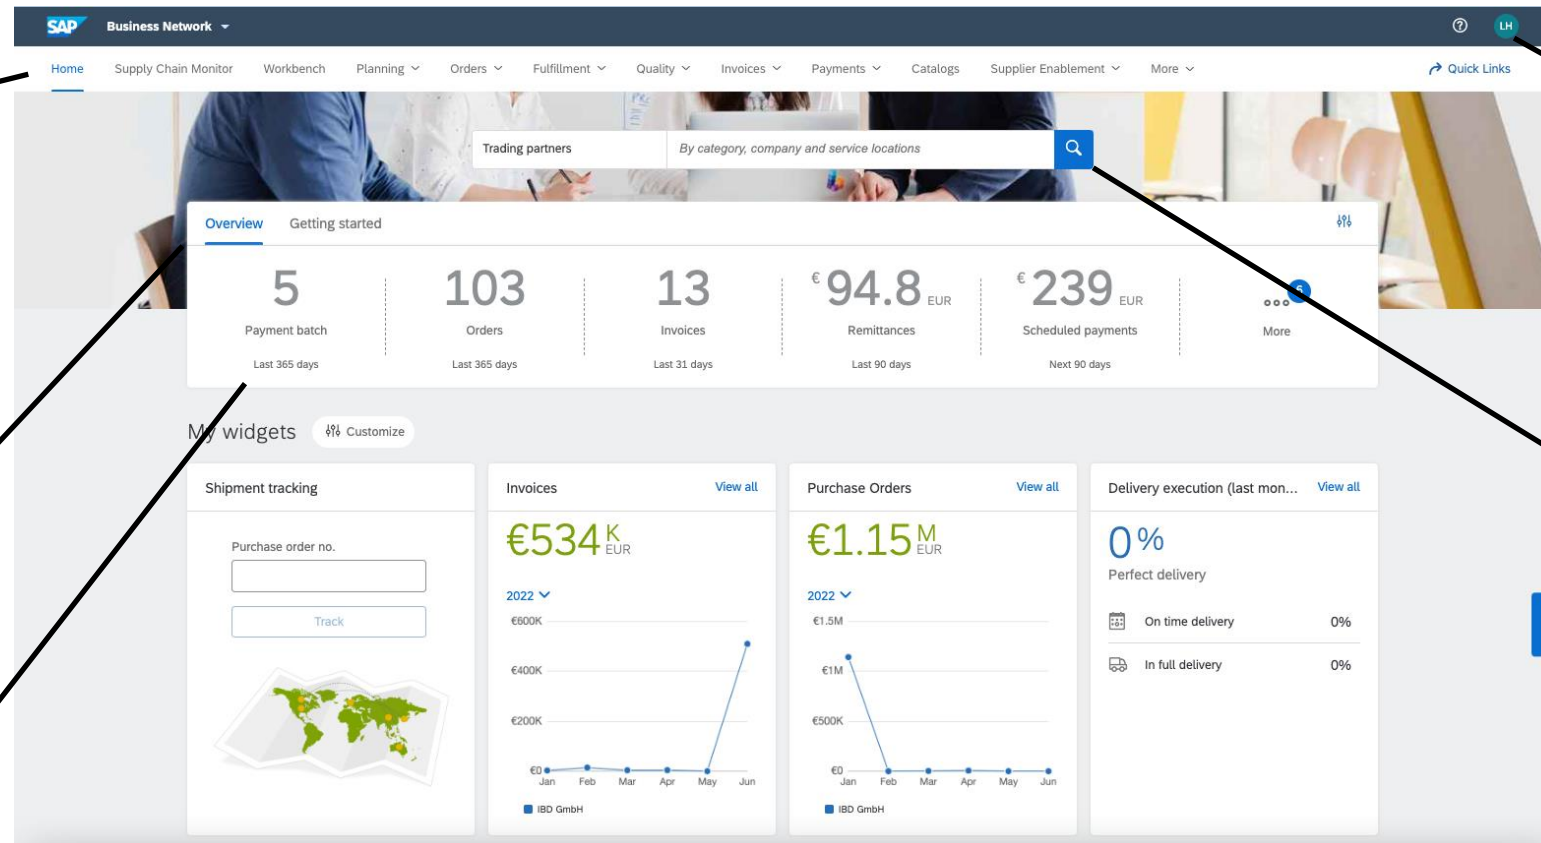 SAP Business Network
LH
Home Supply Chain Monitor Workbench Planning Orders Fulfillment Quality Invoices Payments Catalogs Supplier Enablement More Quick Links
Trading partners By category, company and service locations
Overview Getting started
5 103 13 € 94.8 EUR € 239 EUR
Payment batch Orders Invoices Remittances Scheduled payments More
Last 365 days Last 365 days Last 31 days Last 90 days Next 90 days
My widgets Customize
Shipment tracking
Purchase order no.
Track
Invoices View all
€534 K EUR
2022
€600K
€400K
€200K
€0
Jan Feb Mar Apr May Jun
IBD GmbH
Purchase Orders View all
€1.15 M EUR
2022
€1.5M
€1M
€500K
€0
Jan Feb Mar Apr May Jun
IBD GmbH
Delivery execution (last mon... View all
0 %
Perfect delivery
On time delivery 0%
In full delivery 0%